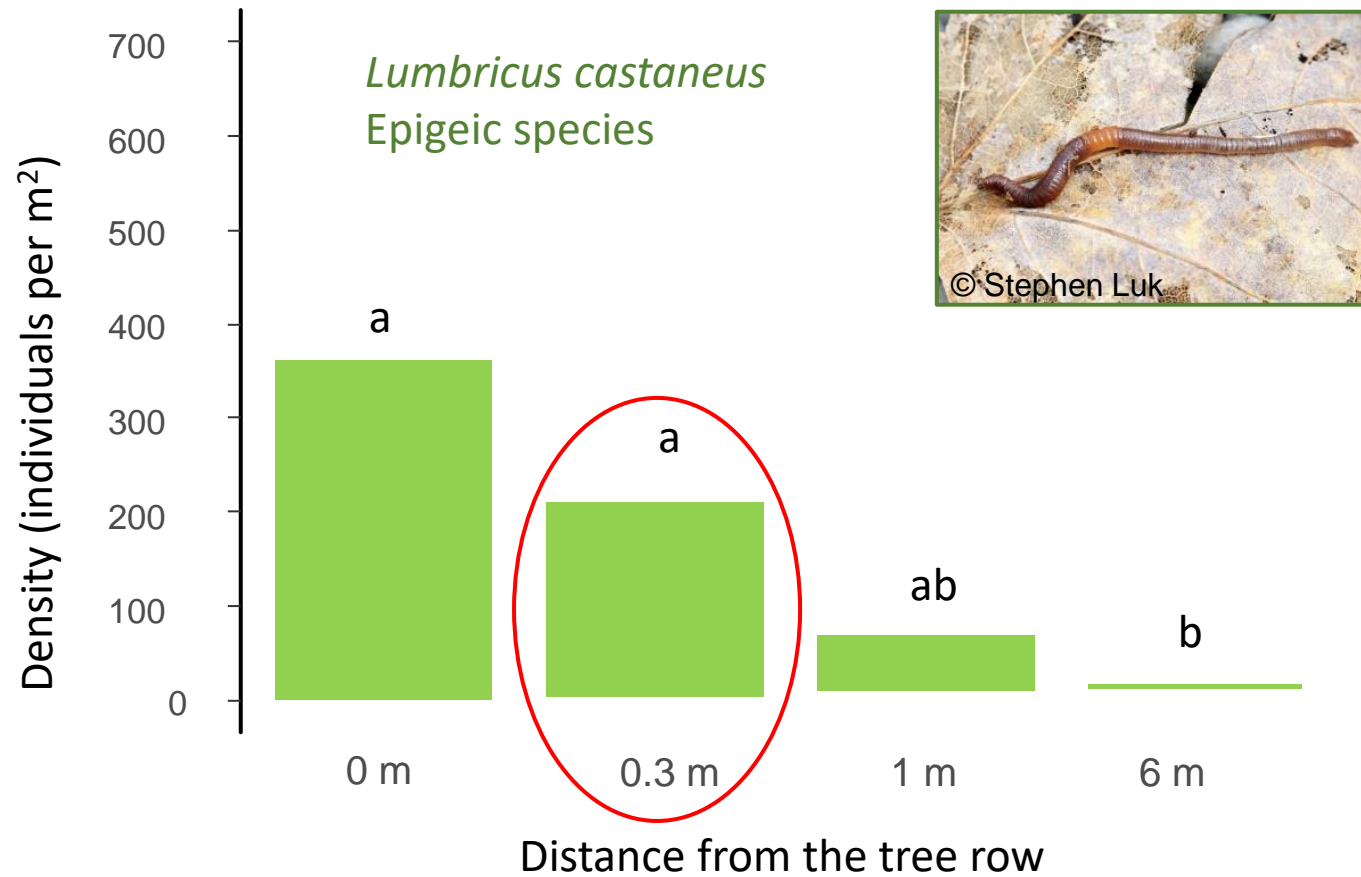 Lumbricus castaneus
Epigeic species
© Stephen Luk
Density (individuals per m²)
700
600
500
400
300
200
100
0
a
a
ab
b
0 m
0.3 m
1 m
6 m
Distance from the tree row